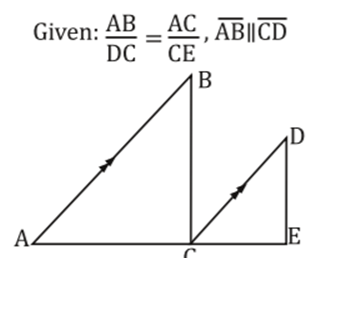 Given: AB/DC = AC/CE , AB∥CD
B
D
A
C
E